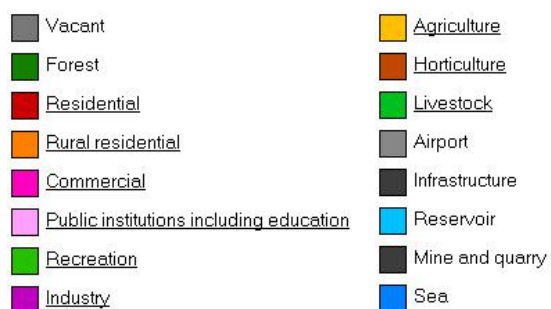 Vacant
Forest
Residential
Rural residential
Commercial
Public institutions including education
Recreation
Industry
Agriculture
Horticulture
Livestock
Airport
Infrastructure
Reservoir
Mine and quarry
Sea